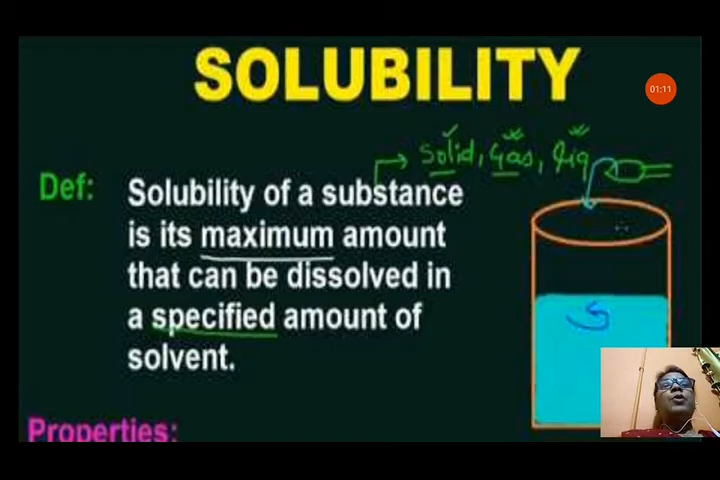 SOLUBILITY
01:11
Solid, Gas, Liq
Def: Solubility of a substance
is its maximum amount
that can be dissolved in
a specified amount of
solvent.
Properties: